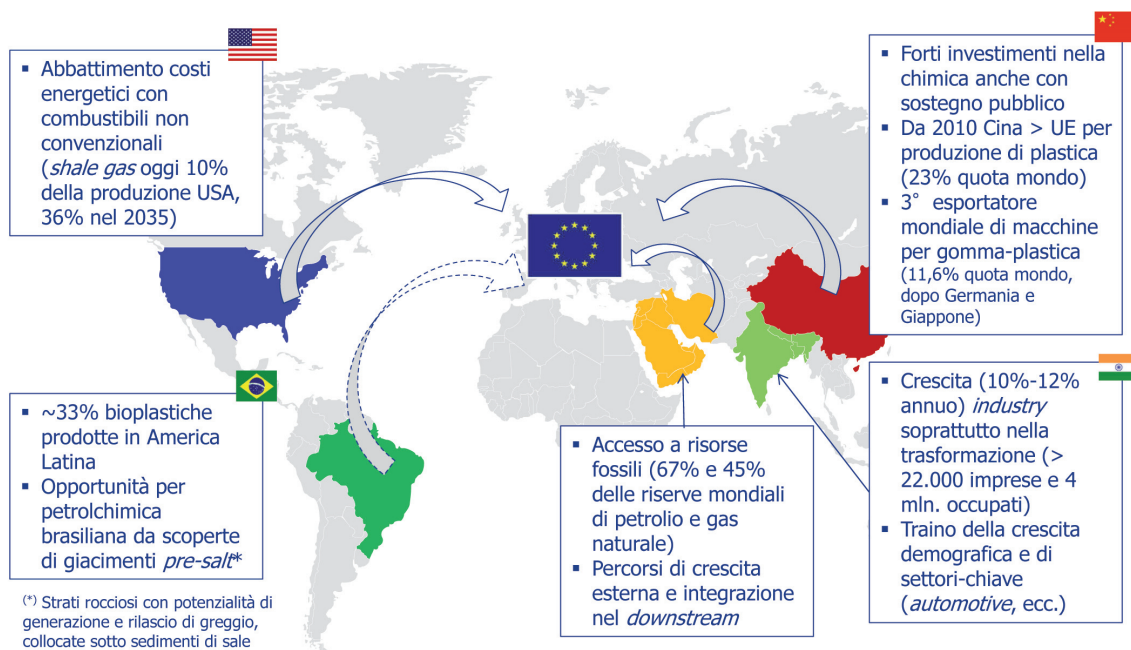 ▪ Abbattimento costi
energetici con
combustibili non
convenzionali
(shale gas oggi 10%
della produzione USA,
36% nel 2035)
▪ ~33% bioplastiche
prodotte in America
Latina
▪ Opportunità per
petrolchimica
brasiliana da scoperte
di giacimenti pre-salt*
(*) Strati rocciosi con potenzialità di
generazione e rilascio di greggio,
collocate sotto sedimenti di sale
▪ Accesso a risorse
fossili (67% e 45%
delle riserve mondiali
di petrolio e gas
naturale)
▪ Percorsi di crescita
esterna e integrazione
nel downstream
▪ Forti investimenti nella
chimica anche con
sostegno pubblico
▪ Da 2010 Cina > UE per
produzione di plastica
(23% quota mondo)
▪ 3° esportatore
mondiale di macchine
per gomma-plastica
(11,6% quota mondo,
dopo Germania e
Giappone)
▪ Crescita (10%-12%
annuo) industry
soprattutto nella
trasformazione (>
22.000 imprese e 4
mln. occupati)
▪ Traino della crescita
demografica e di
settori-chiave
(automotive, ecc.)